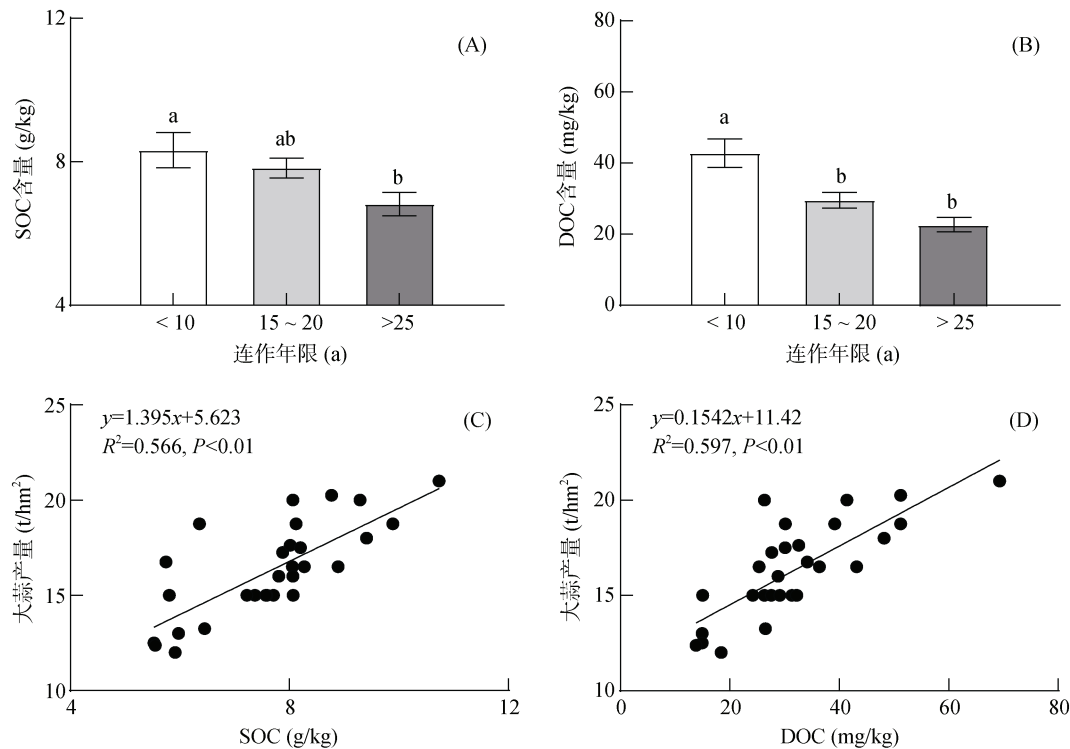 (A)
SOC含量 (g/kg)
12
8
4
a
ab
b
< 10
15 ~ 20
>25
连作年限 (a)
(B)
DOC含量 (mg/kg)
80
60
40
20
0
a
b
b
< 10
15 ~ 20
> 25
连作年限 (a)
(C)
y=1.395x+5.623
R²=0.566, P<0.01
大蒜产量 (t/hm²)
25
20
15
10
4
8
12
SOC (g/kg)
(D)
y=0.1542x+11.42
R²=0.597, P<0.01
大蒜产量 (t/hm²)
25
20
15
10
0
20
40
60
80
DOC (mg/kg)